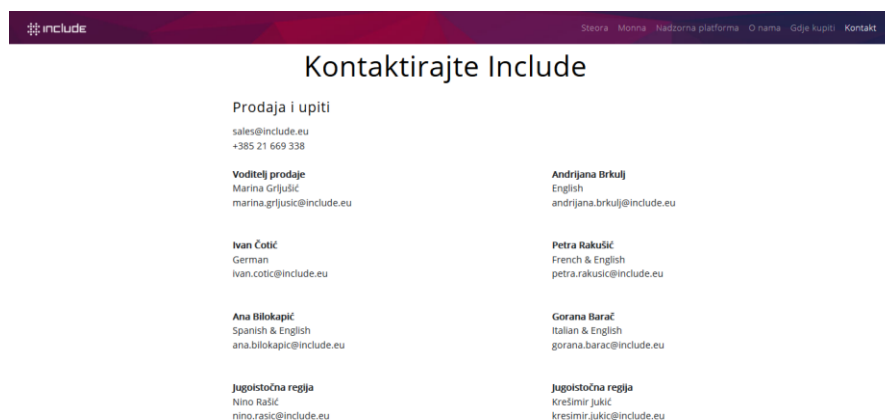 include
Steora Monna Nadzorna platforma O nama Gdje kupiti Kontakt
Kontaktirajte Include
Prodaja i upiti
sales@include.eu
+385 21 669 338
Voditelj prodaje
Marina Grljušić
marina.grljusic@include.eu
Andrijana Brkulj
English
andrijana.brkulj@include.eu
Ivan Čotić
German
ivan.cotic@include.eu
Petra Rakušić
French & English
petra.rakusic@include.eu
Ana Bilokapić
Spanish & English
ana.bilokapic@include.eu
Gorana Barač
Italian & English
gorana.barac@include.eu
Jugoistočna regija
Nino Rašić
nino.rasic@include.eu
Jugoistočna regija
Krešimir Jukić
kresimir.jukic@include.eu